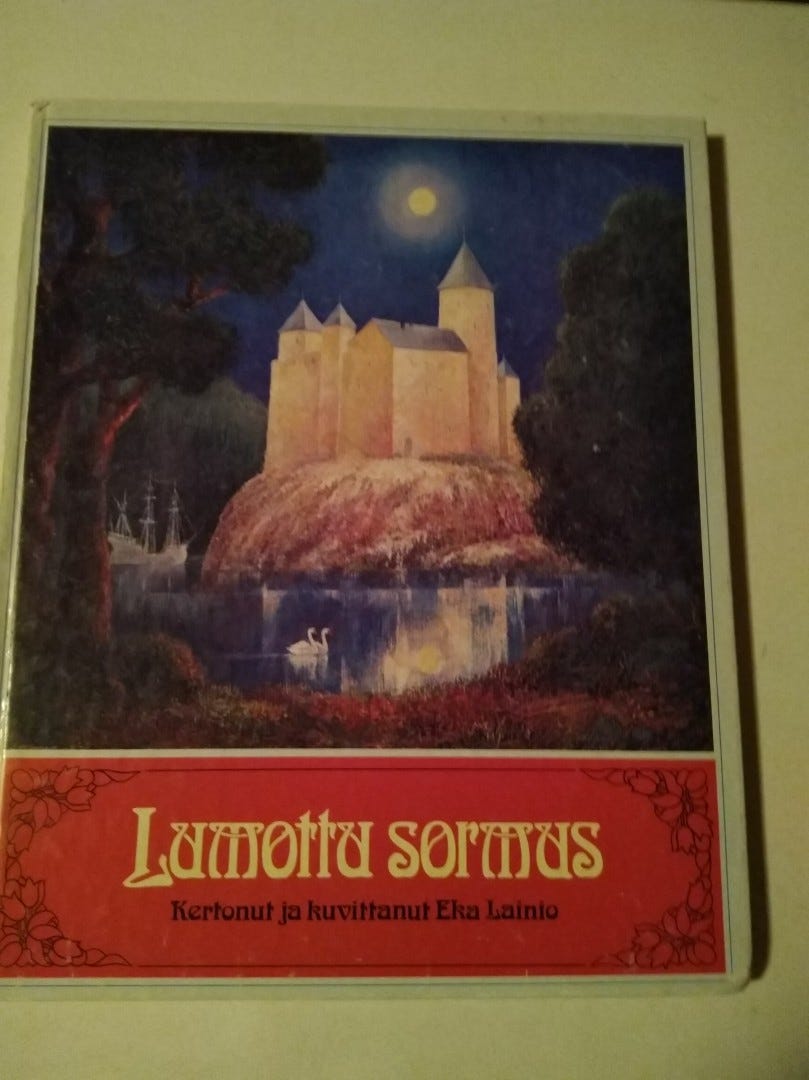 Lumottu sormus
Kertonut ja kuvittanut Eka Lainio